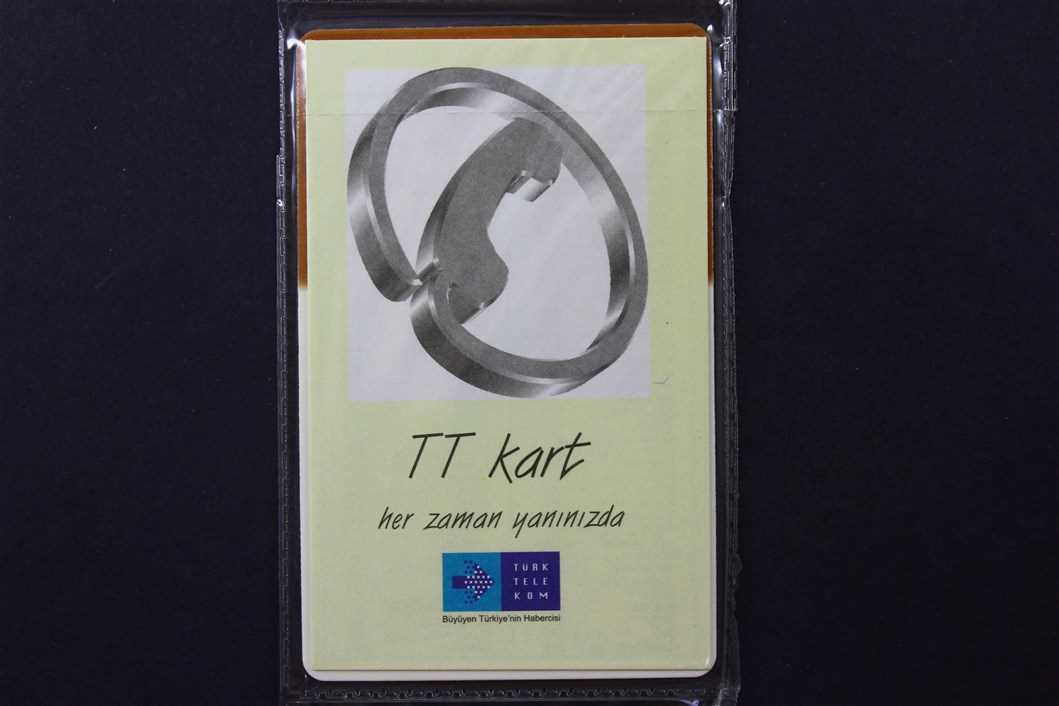 TT kart
her zaman yanınızda
TÜRK
TELE
KOM
Büyüyen Türkiye'nin Habercisi